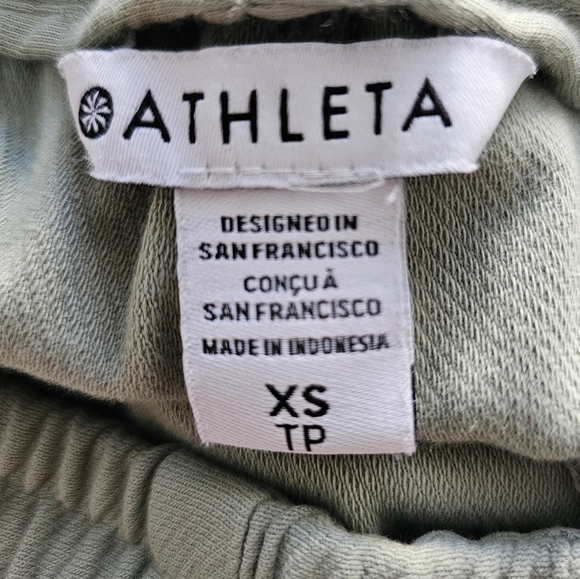 ATHLETA
DESIGNED IN
SAN FRANCISCO
CONÇU À
SAN FRANCISCO
MADE IN INDONESIA
XS
TP